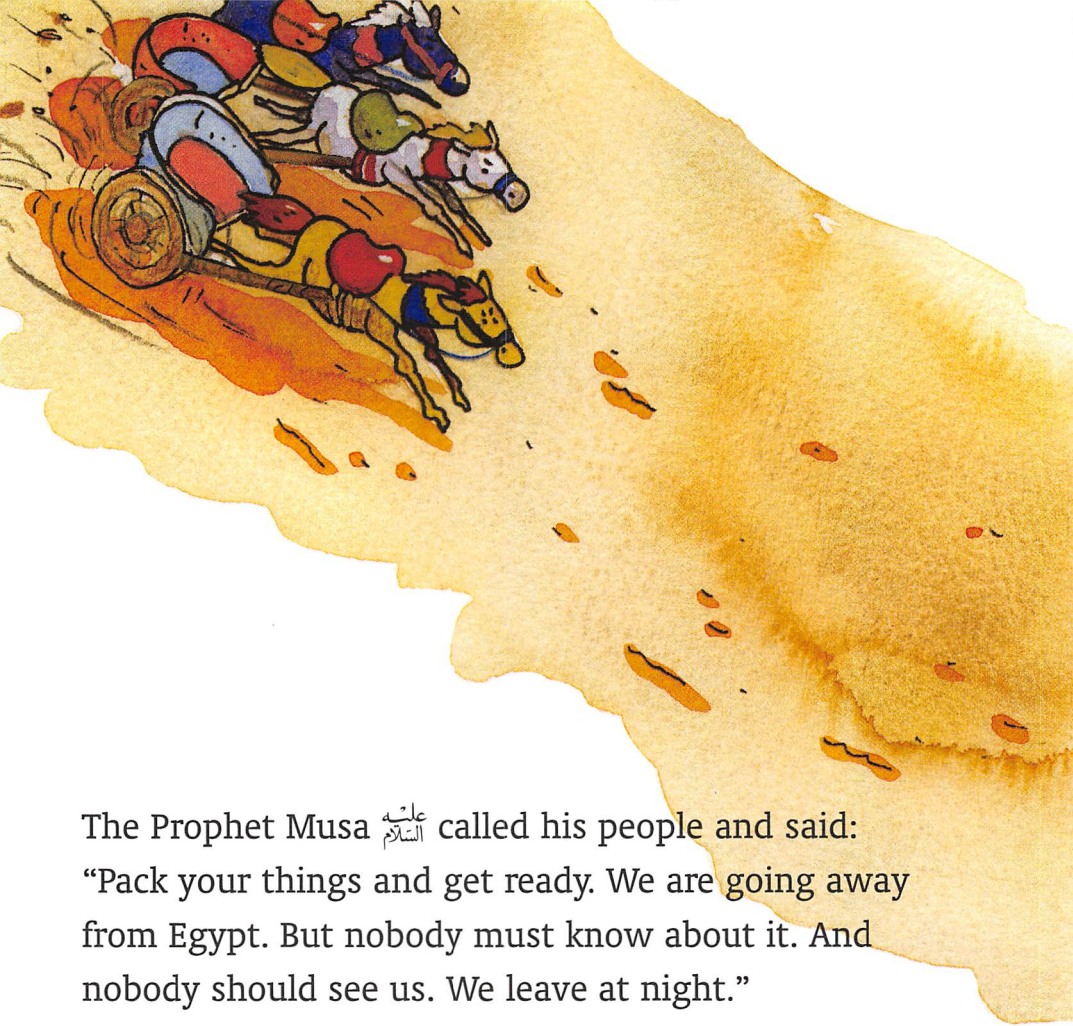 The Prophet Musa عليه السلام called his people and said:
“Pack your things and get ready. We are going away
from Egypt. But nobody must know about it. And
nobody should see us. We leave at night.”